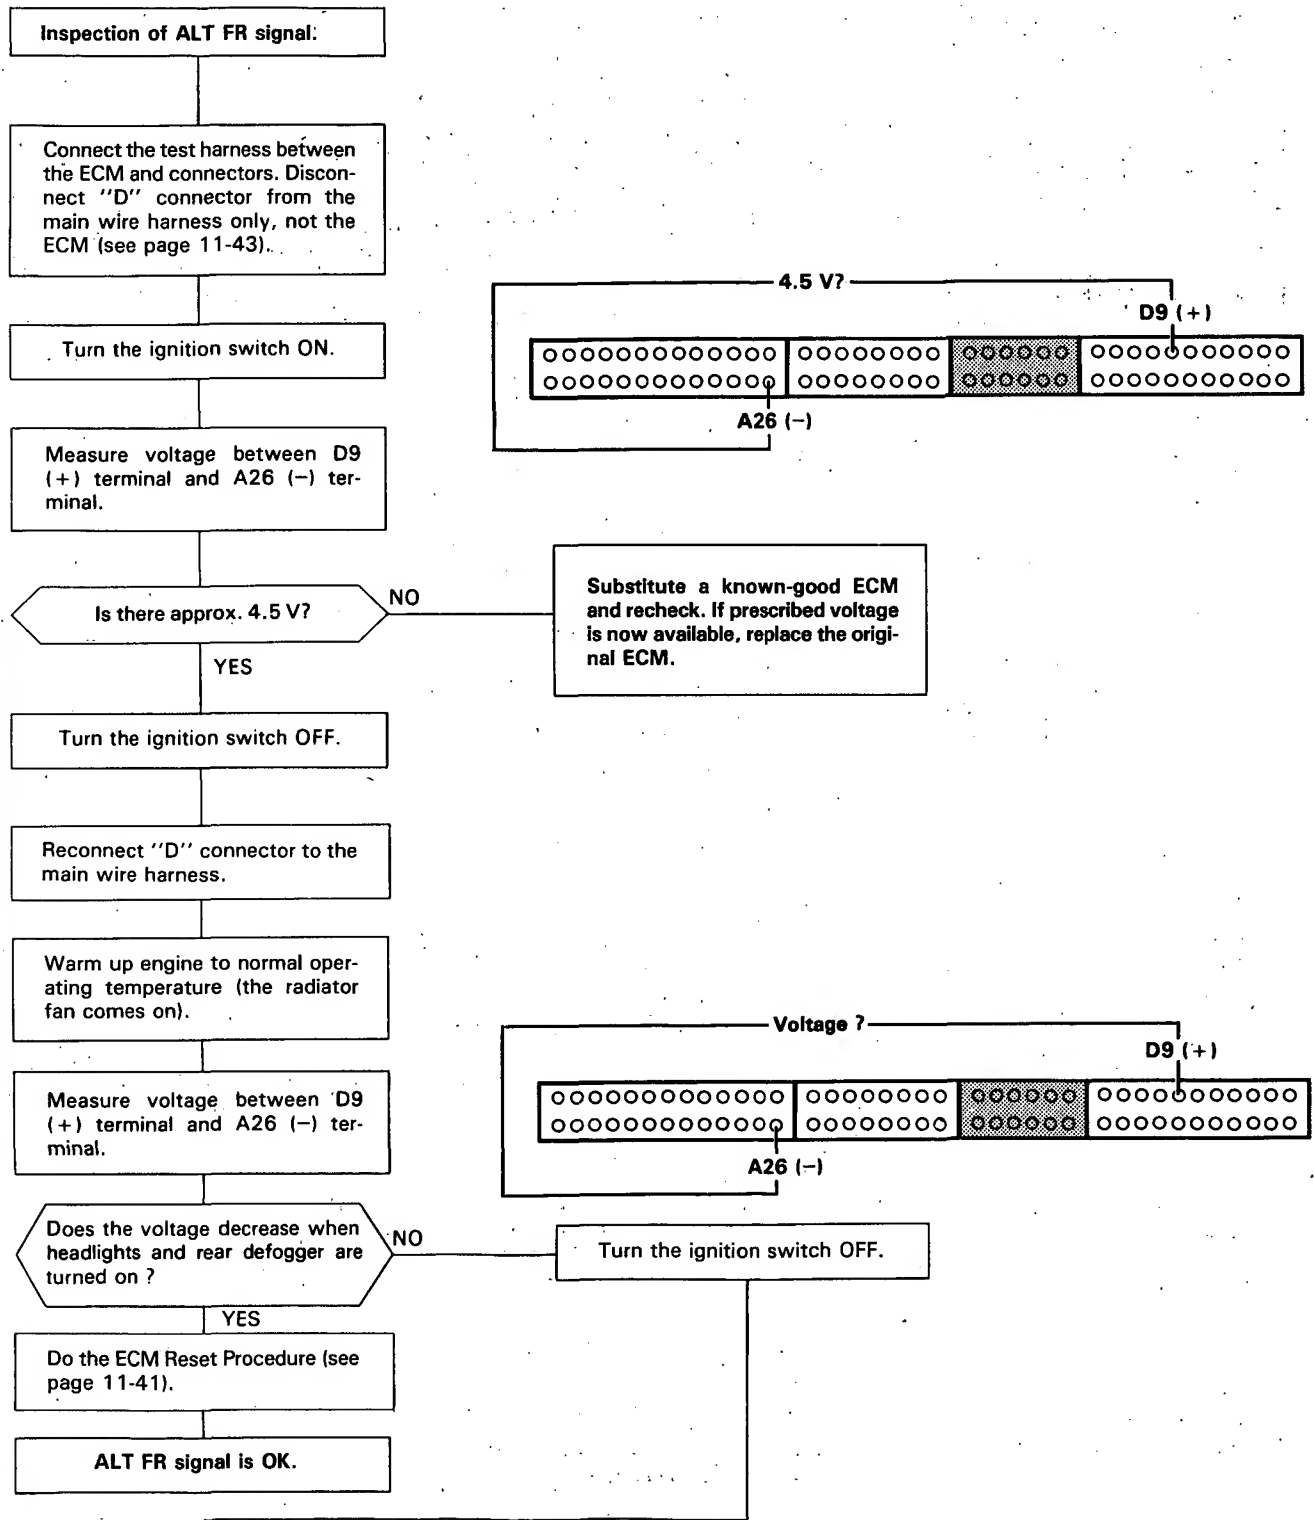 Inspection of ALT FR signal:
Connect the test harness between
the ECM and connectors. Discon-
nect "D" connector from the
main wire harness only, not the
ECM (see page 11-43).
Turn the ignition switch ON.
Measure voltage between D9
(+) terminal and A26 (−) ter-
minal.
4.5 V?
D9 (+)
A26 (−)
Is there approx. 4.5 V?
NO
YES
Substitute a known-good ECM
and recheck. If prescribed voltage
is now available, replace the origi-
nal ECM.
Turn the ignition switch OFF.
Reconnect "D" connector to the
main wire harness.
Warm up engine to normal oper-
ating temperature (the radiator
fan comes on).
Measure voltage between D9
(+) terminal and A26 (−) ter-
minal.
Voltage ?
D9 (+)
A26 (−)
Does the voltage decrease when
headlights and rear defogger are
turned on ?
NO
YES
Turn the ignition switch OFF.
Do the ECM Reset Procedure (see
page 11-41).
ALT FR signal is OK.